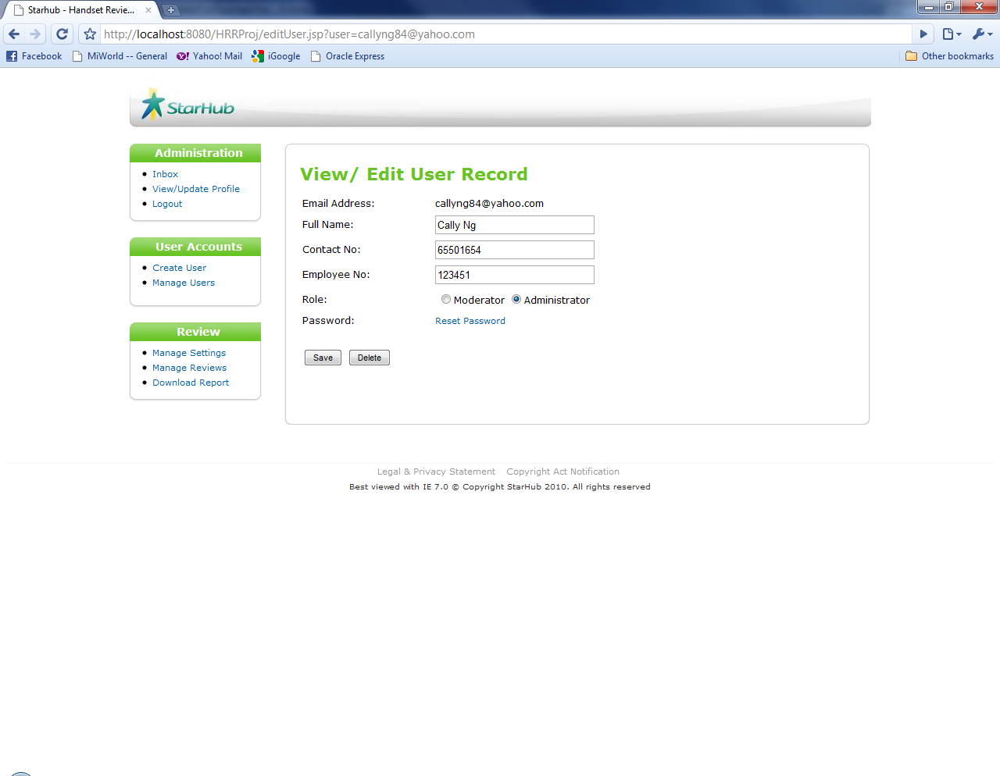 Starhub - Handset Revie...
http://localhost:8080/HRRProj/editUser.jsp?user=callyng84@yahoo.com
Facebook MiWorld -- General Yahoo! Mail iGoogle Oracle Express Other bookmarks
StarHub
Administration
Inbox
View/Update Profile
Logout
User Accounts
Create User
Manage Users
Review
Manage Settings
Manage Reviews
Download Report
View/ Edit User Record
Email Address: callyng84@yahoo.com
Full Name: Cally Ng
Contact No: 65501654
Employee No: 123451
Role: Moderator Administrator
Password: Reset Password
Save Delete
Legal & Privacy Statement Copyright Act Notification
Best viewed with IE 7.0 © Copyright StarHub 2010. All rights reserved